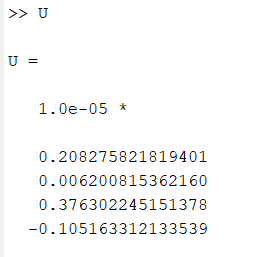 >> U
U =
1.0e-05 *
0.208275821819401
0.006200815362160
0.376302245151378
-0.105163312133539